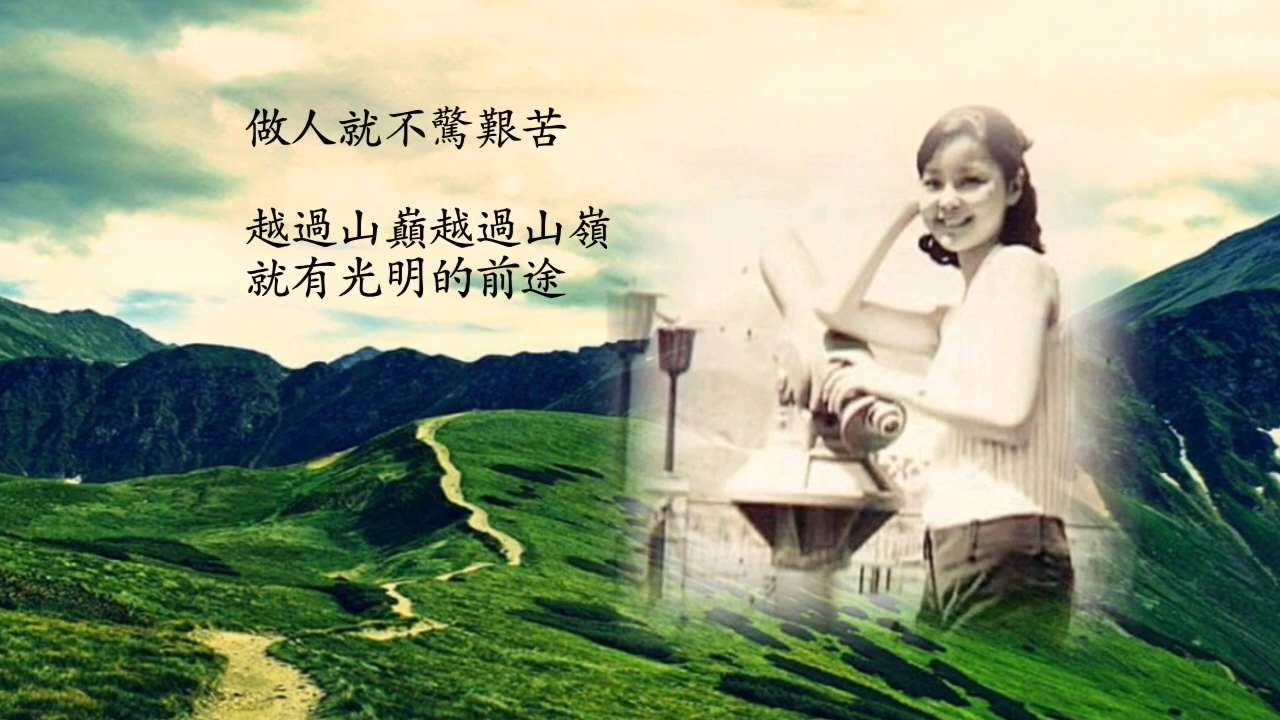 做人就不驚艱苦
越過山巔越過山嶺
就有光明的前途